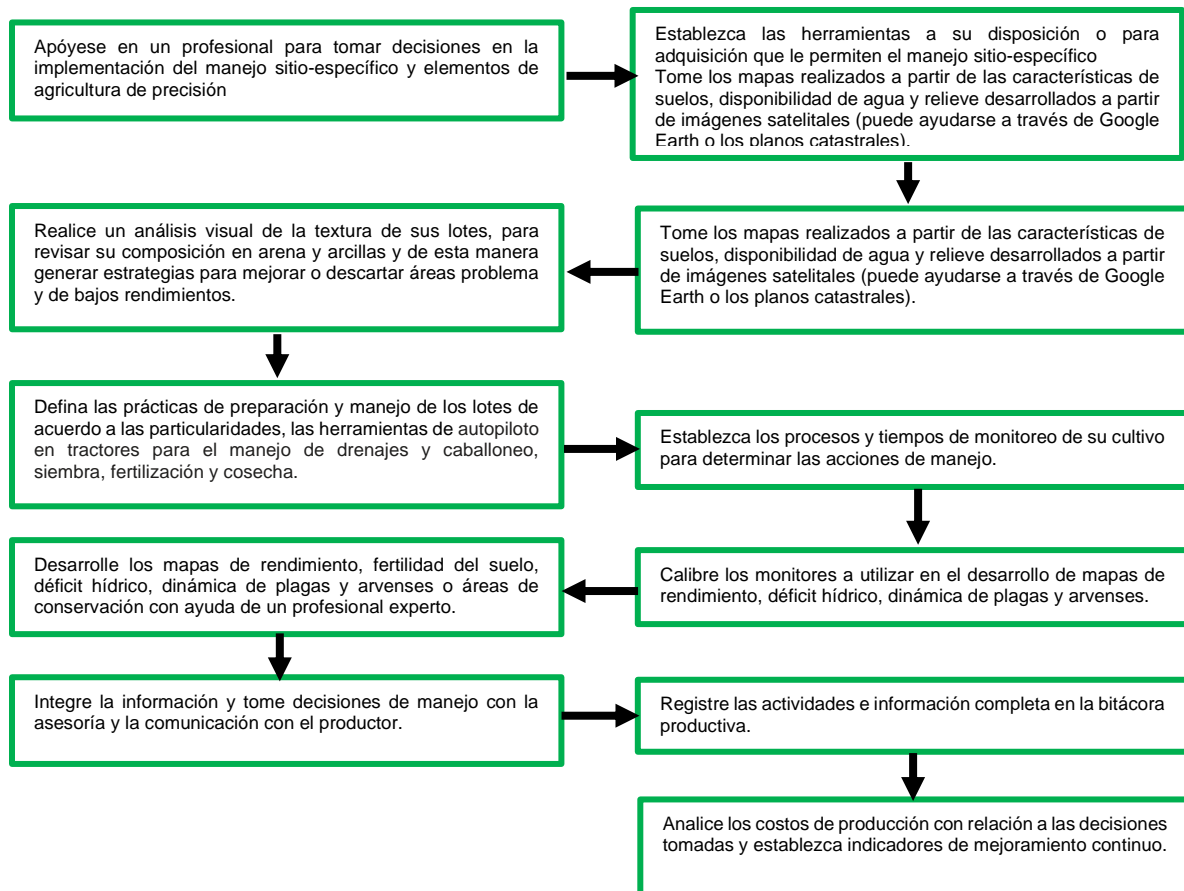 Apóyese en un profesional para tomar decisiones en la
implementación del manejo sitio-específico y elementos de
agricultura de precisión
Establezca las herramientas a su disposición o para
adquisición que le permiten el manejo sitio-específico
Tome los mapas realizados a partir de las características de
suelos, disponibilidad de agua y relieve desarrollados a partir
de imágenes satelitales (puede ayudarse a través de Google
Earth o los planos catastrales).
Tome los mapas realizados a partir de las características de
suelos, disponibilidad de agua y relieve desarrollados a partir
de imágenes satelitales (puede ayudarse a través de Google
Earth o los planos catastrales).
Realice un análisis visual de la textura de sus lotes, para
revisar su composición en arena y arcillas y de esta manera
generar estrategias para mejorar o descartar áreas problema
y de bajos rendimientos.
Defina las prácticas de preparación y manejo de los lotes de
acuerdo a las particularidades, las herramientas de autopiloto
en tractores para el manejo de drenajes y caballoneo,
siembra, fertilización y cosecha.
Establezca los procesos y tiempos de monitoreo de su cultivo
para determinar las acciones de manejo.
Calibre los monitores a utilizar en el desarrollo de mapas de
rendimiento, déficit hídrico, dinámica de plagas y arvenses.
Desarrolle los mapas de rendimiento, fertilidad del suelo,
déficit hídrico, dinámica de plagas y arvenses o áreas de
conservación con ayuda de un profesional experto.
Integre la información y tome decisiones de manejo con la
asesoría y la comunicación con el productor.
Registre las actividades e información completa en la bitácora
productiva.
Analice los costos de producción con relación a las decisiones
tomadas y establezca indicadores de mejoramiento continuo.